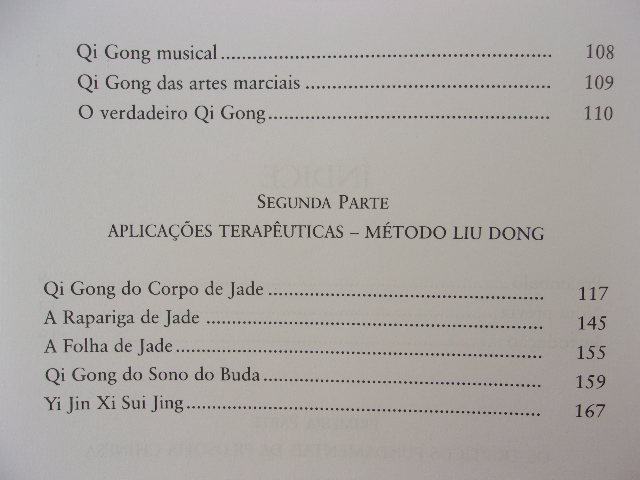 Qi Gong musical ........................................................ 108
Qi Gong das artes marciais ........................................ 109
O verdadeiro Qi Gong ............................................... 110
SEGUNDA PARTE
APLICAÇÕES TERAPÊUTICAS – MÉTODO LIU DONG
Qi Gong do Corpo de Jade ............................................... 117
A Rapariga de Jade ......................................................... 145
A Folha de Jade .............................................................. 155
Qi Gong do Sono do Buda ............................................... 159
Yi Jin Xi Sui Jing ............................................................ 167